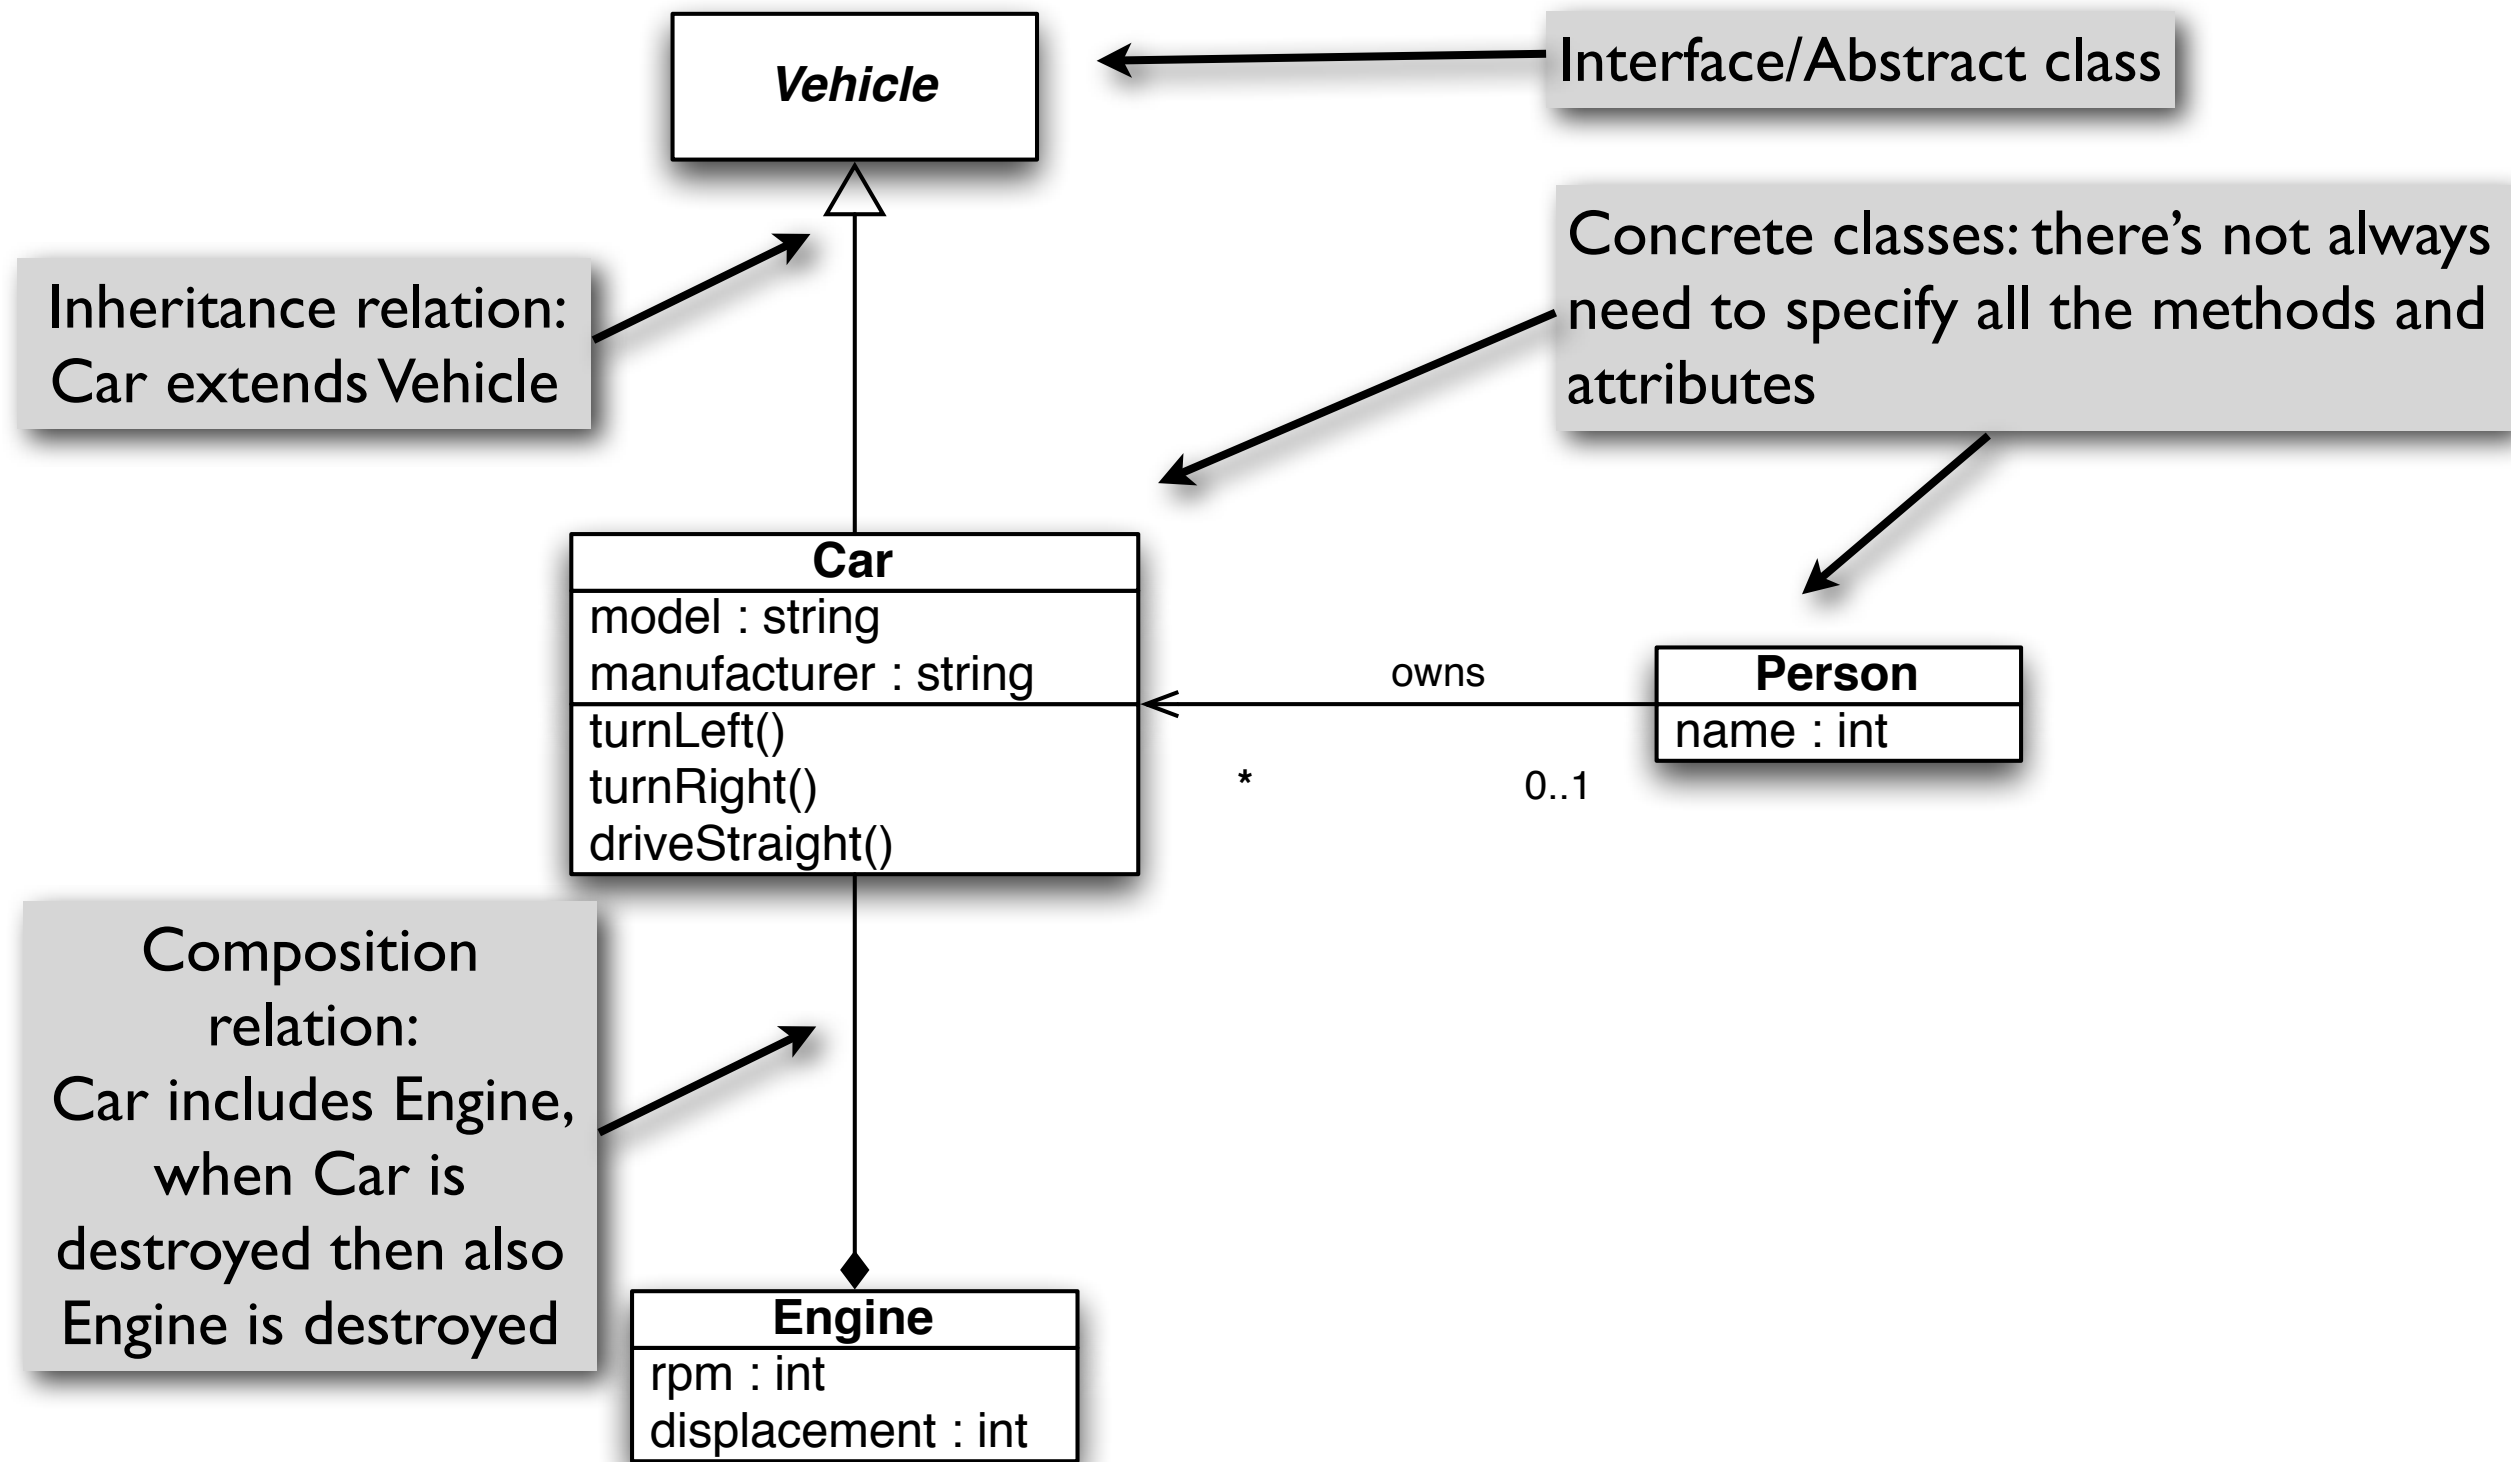 Vehicle
Interface/Abstract class
Inheritance relation:
Car extends Vehicle
Concrete classes: there's not always
need to specify all the methods and
attributes
Car
model : string
manufacturer : string
turnLeft()
turnRight()
driveStraight()
owns
*
0..1
Person
name : int
Composition
relation:
Car includes Engine,
when Car is
destroyed then also
Engine is destroyed
Engine
rpm : int
displacement : int